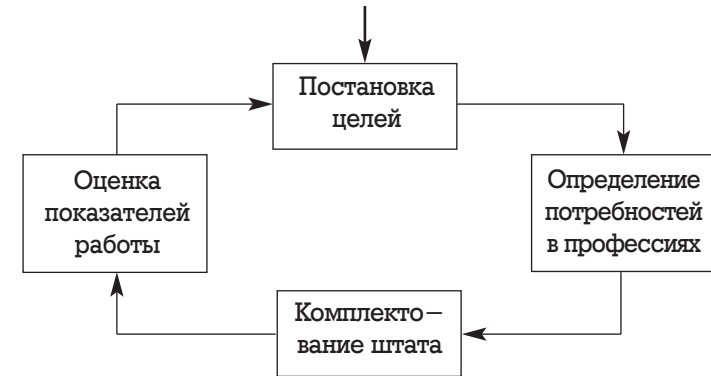 Постановка
целей
Оценка
показателей
работы
Определение
потребностей
в профессиях
Комплекто—
вание штата